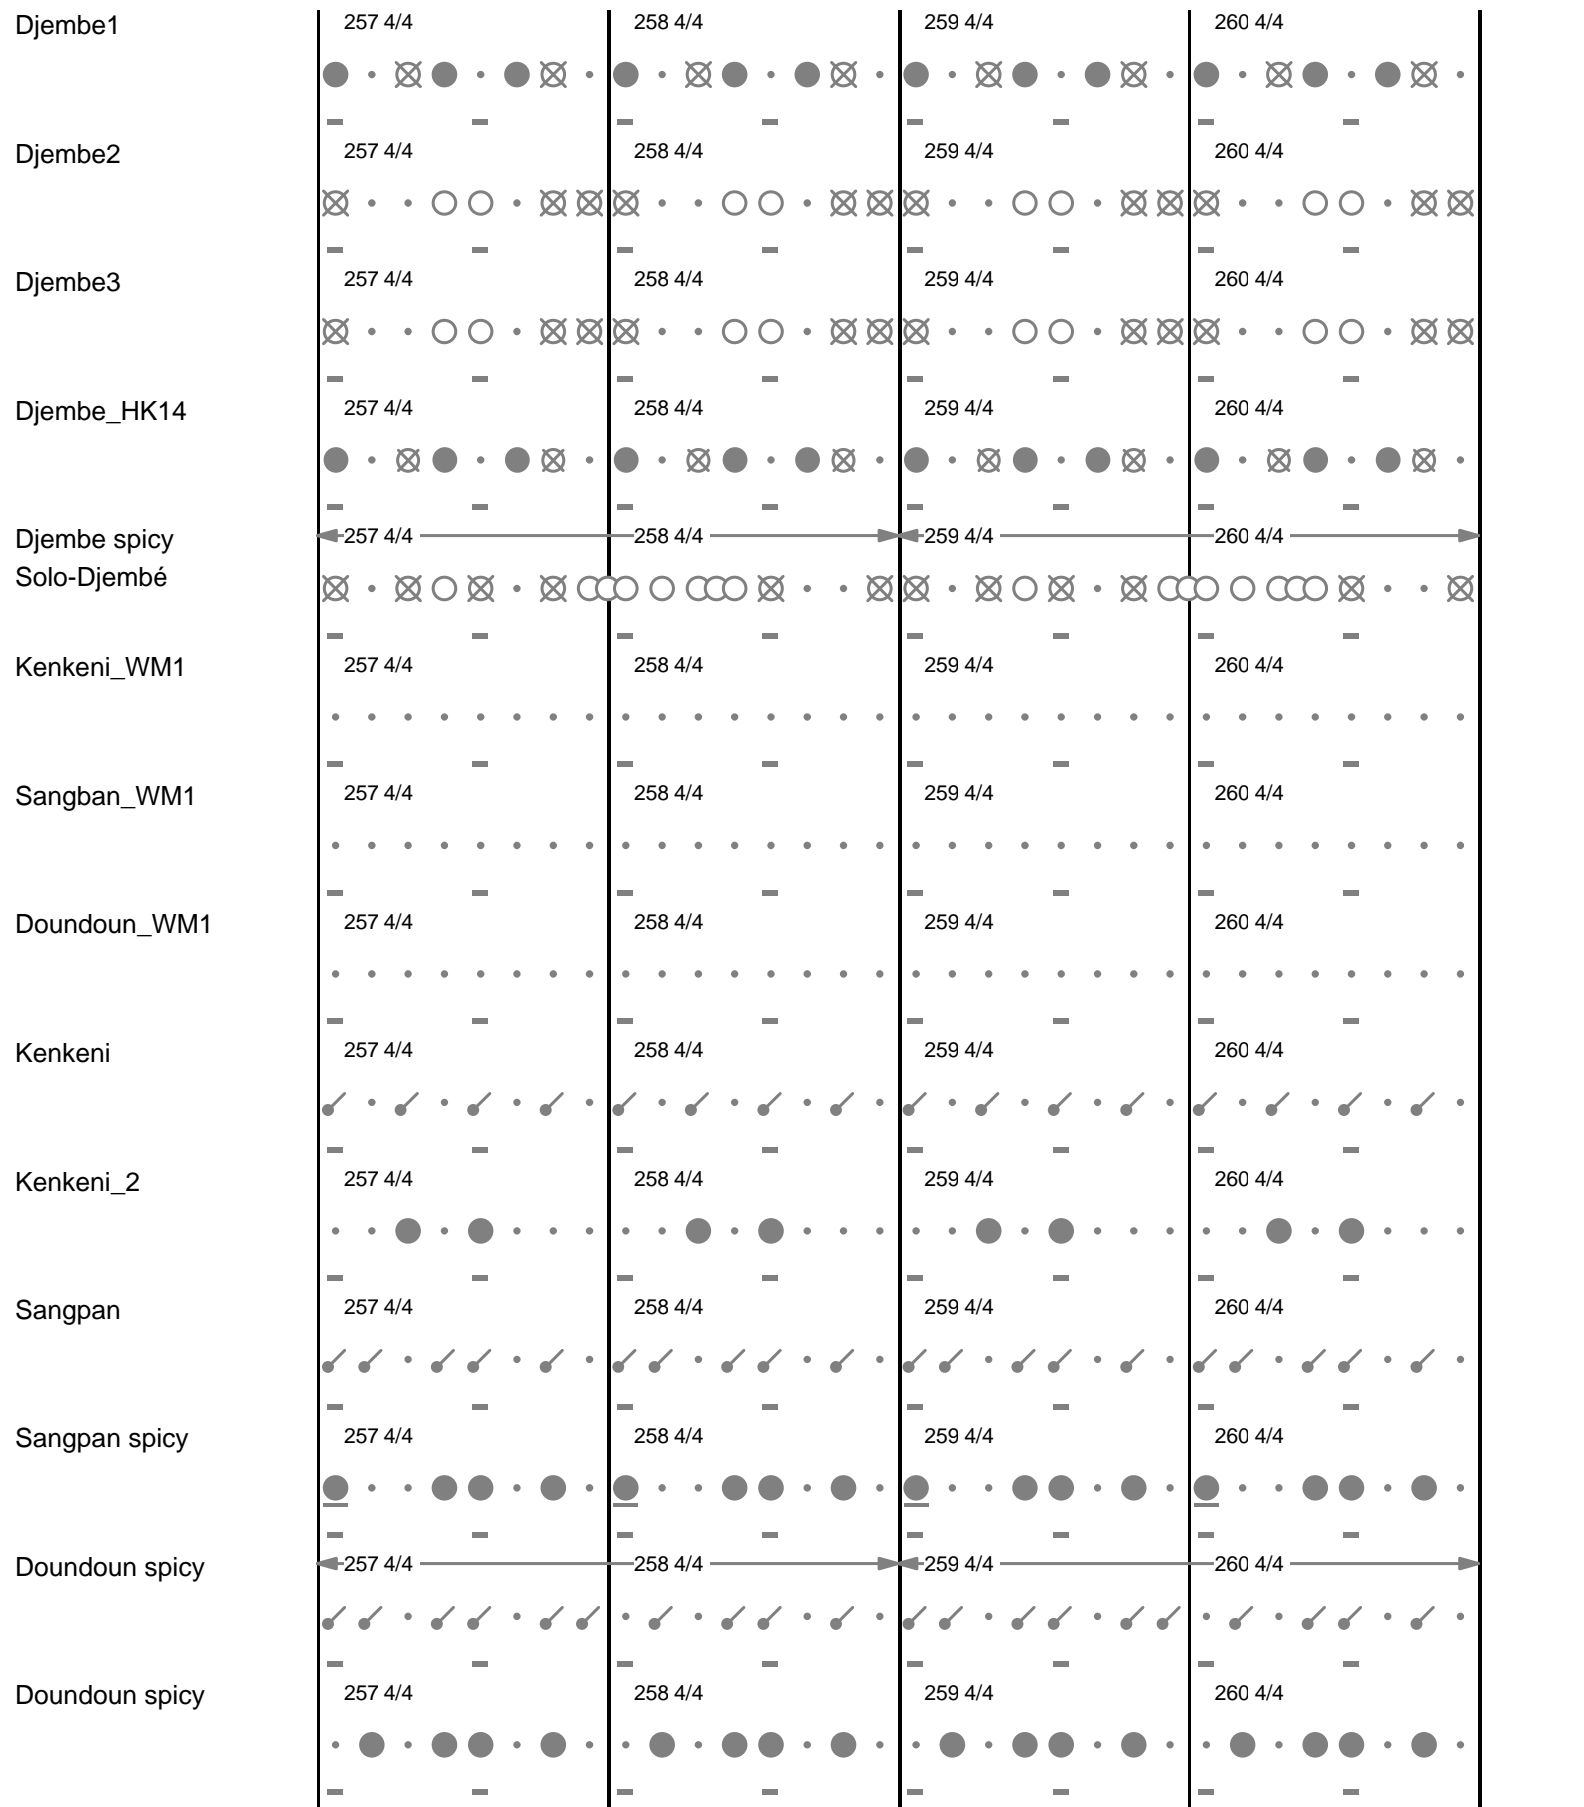 Djembe1 257 4/4 258 4/4 259 4/4 260 4/4
Djembe2 257 4/4 258 4/4 259 4/4 260 4/4
Djembe3 257 4/4 258 4/4 259 4/4 260 4/4
Djembe_HK14 257 4/4 258 4/4 259 4/4 260 4/4
Djembe spicy 257 4/4 258 4/4 259 4/4 260 4/4
Solo-Djembé
Kenkeni_WM1 257 4/4 258 4/4 259 4/4 260 4/4
Sangban_WM1 257 4/4 258 4/4 259 4/4 260 4/4
Doundoun_WM1 257 4/4 258 4/4 259 4/4 260 4/4
Kenkeni 257 4/4 258 4/4 259 4/4 260 4/4
Kenkeni_2 257 4/4 258 4/4 259 4/4 260 4/4
Sangpan 257 4/4 258 4/4 259 4/4 260 4/4
Sangpan spicy 257 4/4 258 4/4 259 4/4 260 4/4
Doundoun spicy 257 4/4 258 4/4 259 4/4 260 4/4
Doundoun spicy 257 4/4 258 4/4 259 4/4 260 4/4